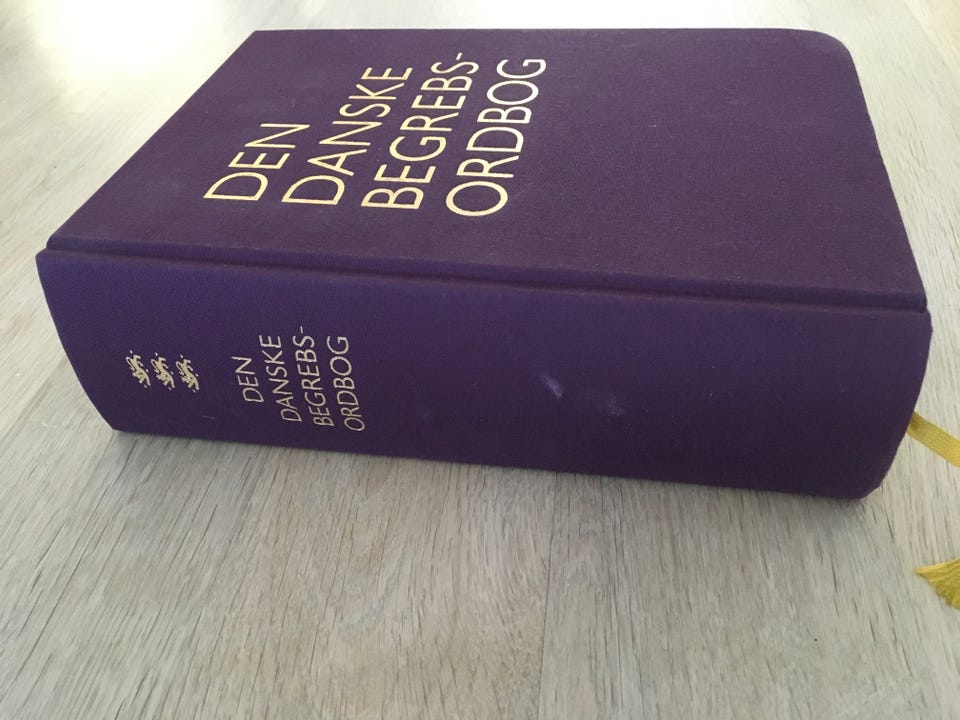 DEN
DANSKE
BEGREBS-
ORDBOG
DEN
DANSKE
BEGREBS-
ORDBOG